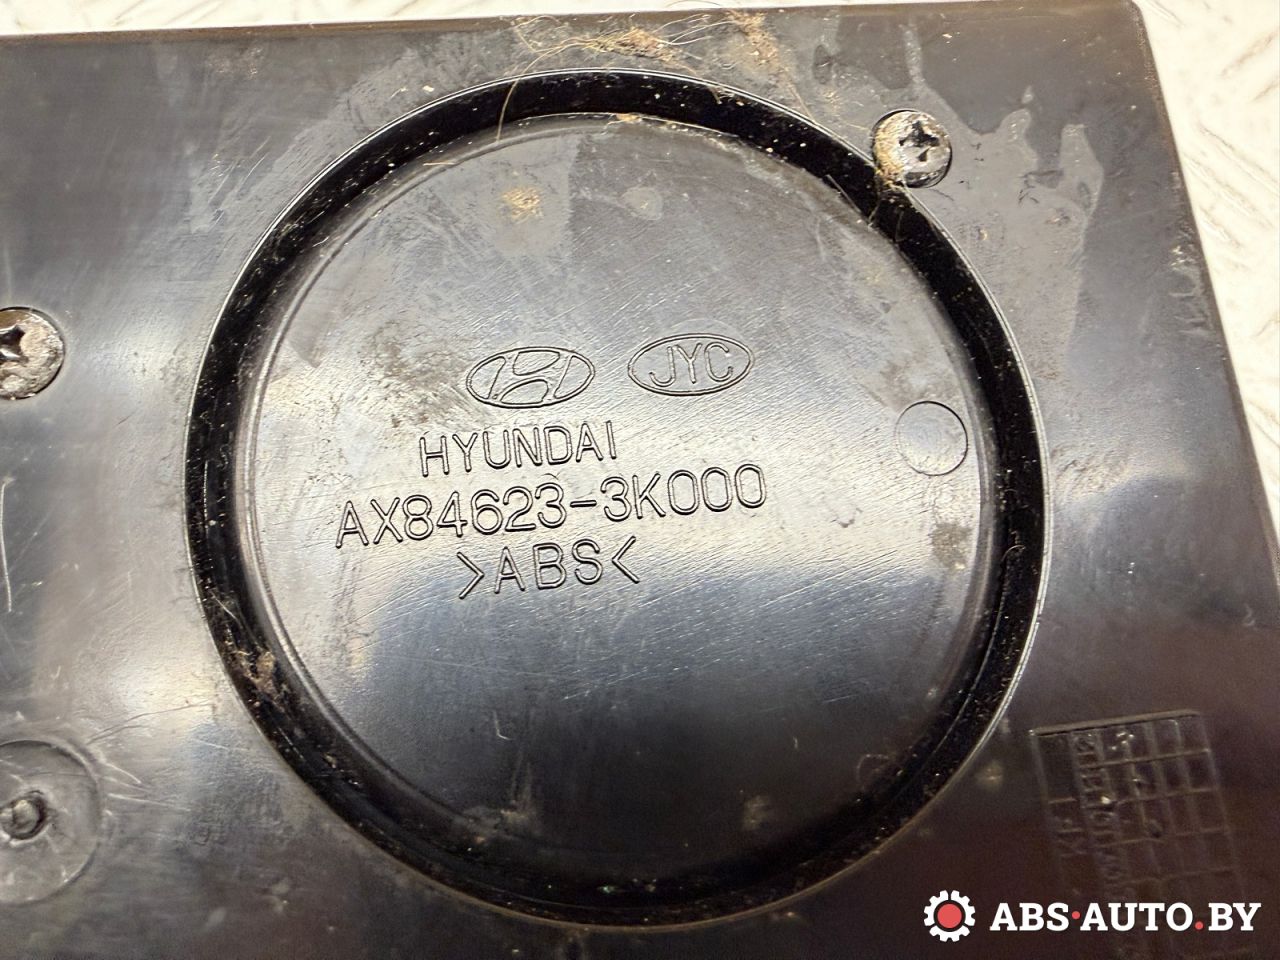 JYC
HYUNDAI
AX84623-3K000
>ABS<
ABS·AUTO.BY